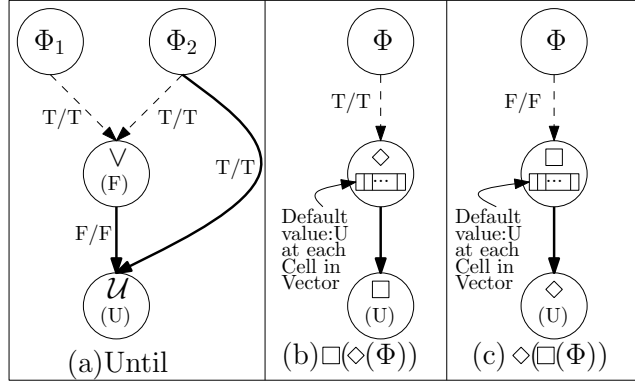 Φ1 Φ2
T/T T/T
T/T
∨
(F)
F/F
𝒰
(U)
(a)Until
Φ
T/T
◇
···
Default
value:U
at each
Cell in
Vector
□
(U)
(b)□(◇(Φ))
Φ
F/F
□
···
Default
value:U
at each
Cell in
Vector
◇
(U)
(c) ◇(□(Φ))